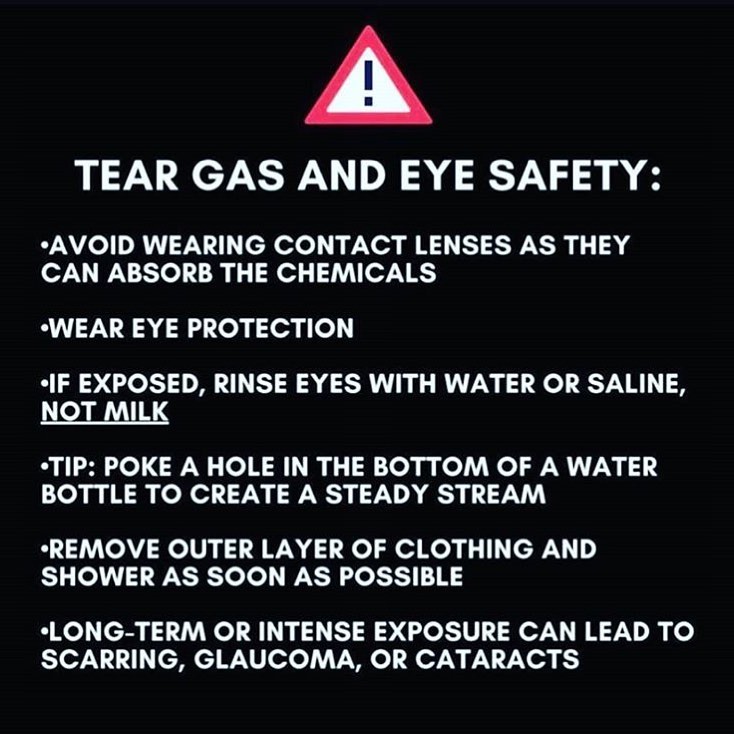 !
TEAR GAS AND EYE SAFETY:
•AVOID WEARING CONTACT LENSES AS THEY
CAN ABSORB THE CHEMICALS
•WEAR EYE PROTECTION
•IF EXPOSED, RINSE EYES WITH WATER OR SALINE,
NOT MILK
•TIP: POKE A HOLE IN THE BOTTOM OF A WATER
BOTTLE TO CREATE A STEADY STREAM
•REMOVE OUTER LAYER OF CLOTHING AND
SHOWER AS SOON AS POSSIBLE
•LONG-TERM OR INTENSE EXPOSURE CAN LEAD TO
SCARRING, GLAUCOMA, OR CATARACTS